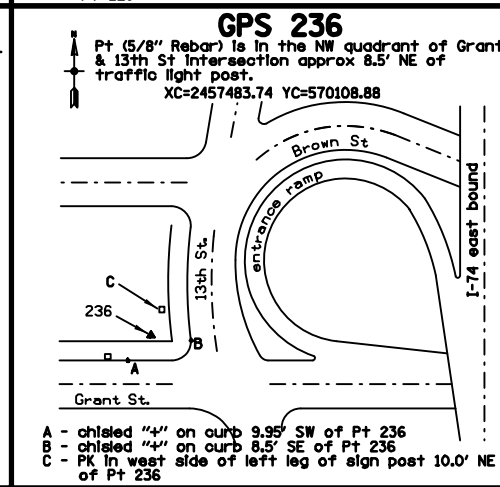 GPS 236
Pt (5/8" Rebar) is in the NW quadrant of Grant
& 13th St intersection approx 8.5' NE of
traffic light post.
XC=2457483.74 YC=570108.88
N
Brown St
entrance ramp
I-74 east bound
13th St.
C
236
B
A
Grant St.
A - chisled "+" on curb 9.95' SW of Pt 236
B - chisled "+" on curb 8.5' SE of Pt 236
C - PK in west side of left leg of sign post 10.0' NE
of Pt 236